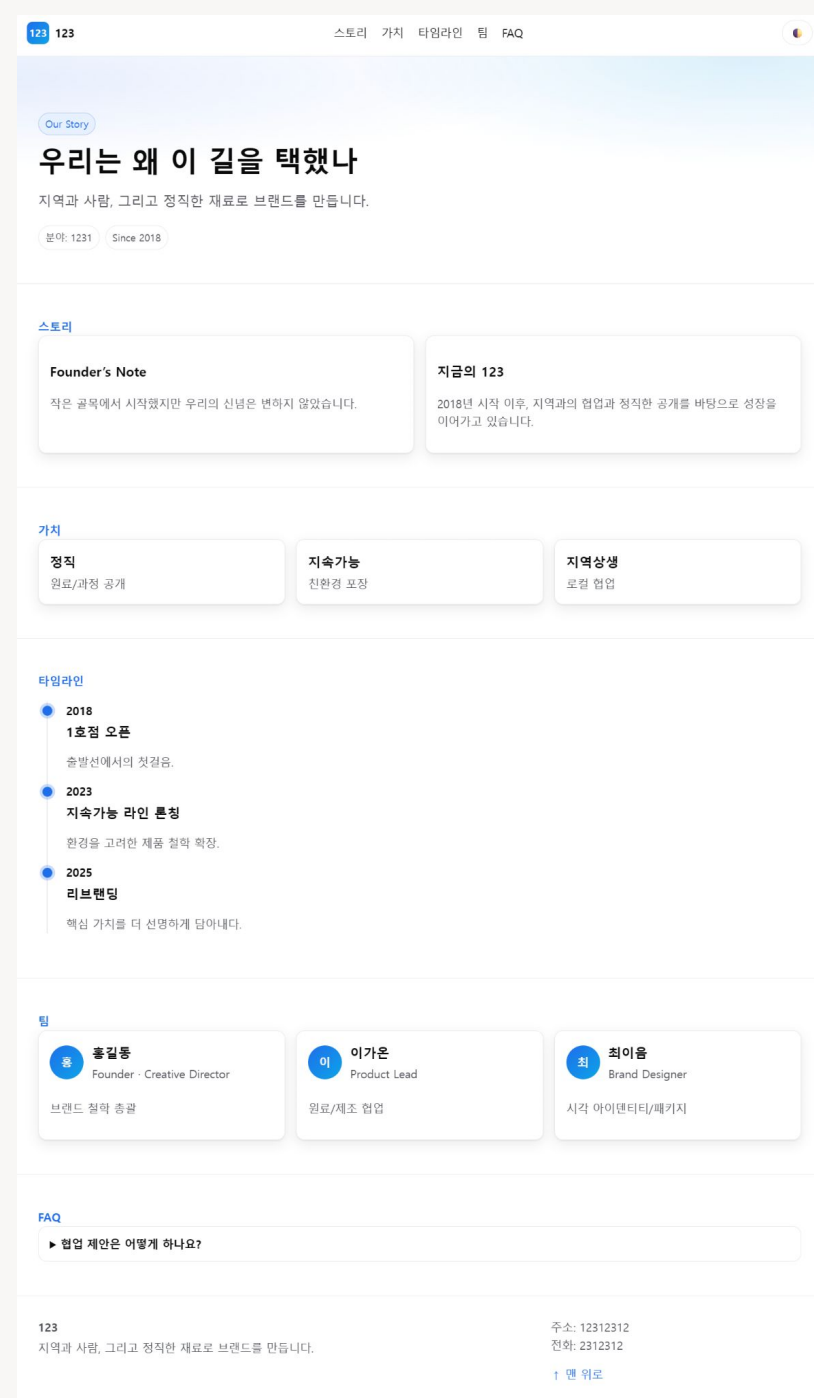 123 123 스토리 가치 타임라인 팀 FAQ
Our Story
우리는 왜 이 길을 택했나
지역과 사람, 그리고 정직한 재료로 브랜드를 만듭니다.
분야: 1231 Since 2018
스토리
Founder’s Note
작은 골목에서 시작했지만 우리의 신념은 변하지 않았습니다.
지금의 123
2018년 시작 이후, 지역과의 협업과 정직한 공개를 바탕으로 성장을
이어가고 있습니다.
가치
정직
원료/과정 공개
지속가능
친환경 포장
지역상생
로컬 협업
타임라인
2018
1호점 오픈
출발선에서의 첫걸음.
2023
지속가능 라인 론칭
환경을 고려한 제품 철학 확장.
2025
리브랜딩
핵심 가치를 더 선명하게 담아내다.
팀
홍
홍길동
Founder · Creative Director
브랜드 철학 총괄
이
이가온
Product Lead
원료/제조 협업
최
최이음
Brand Designer
시각 아이덴티티/패키지
FAQ
▶ 협업 제안은 어떻게 하나요?
123
지역과 사람, 그리고 정직한 재료로 브랜드를 만듭니다.
주소: 12312312
전화: 2312312
↑ 맨 위로